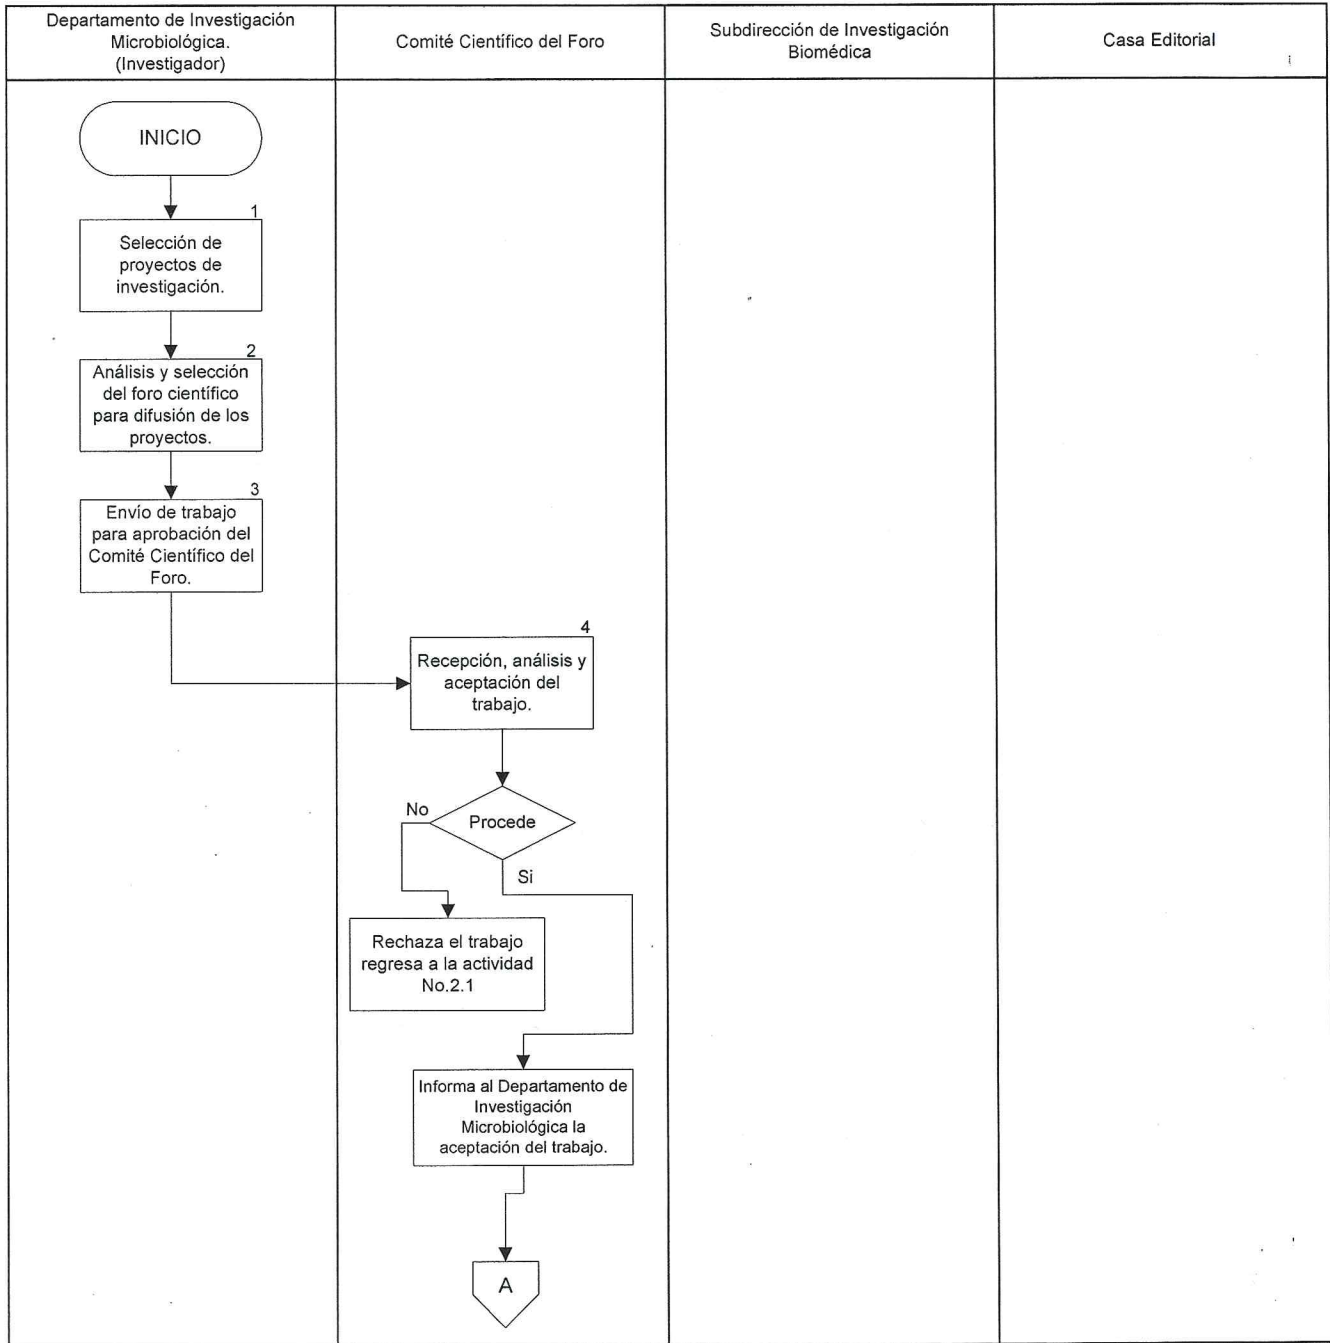 Departamento de Investigación
Microbiológica.
(Investigador)
Comité Científico del Foro
Subdirección de Investigación
Biomédica
Casa Editorial
INICIO
1
Selección de
proyectos de
investigación.
2
Análisis y selección
del foro científico
para difusión de los
proyectos.
3
Envío de trabajo
para aprobación del
Comité Científico del
Foro.
4
Recepción, análisis y
aceptación del
trabajo.
No
Procede
Si
Rechaza el trabajo
regresa a la actividad
No.2.1
Informa al Departamento de
Investigación
Microbiológica la
aceptación del trabajo.
A